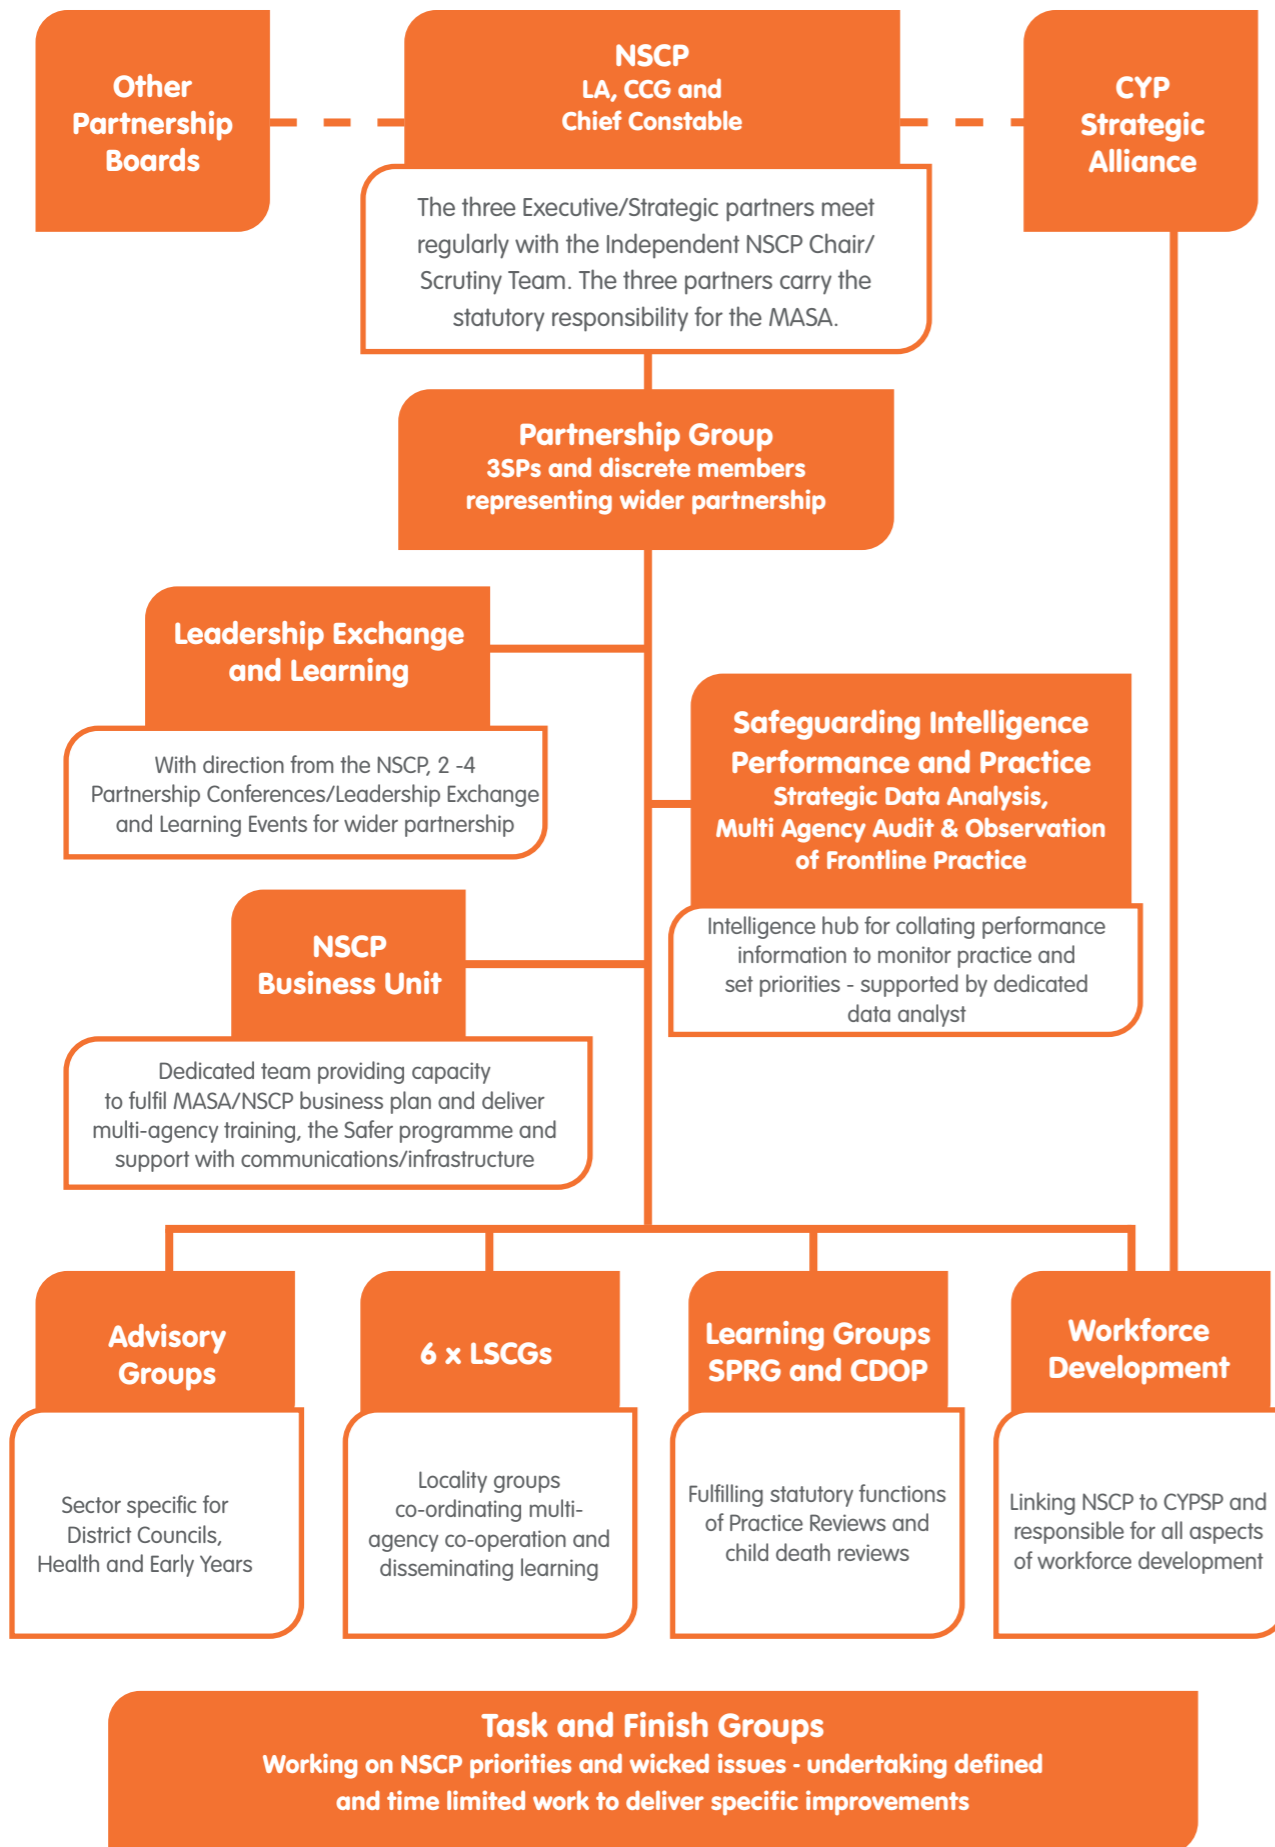 Other
Partnership
Boards
NSCP
LA, CCG and
Chief Constable
CYP
Strategic
Alliance
The three Executive/Strategic partners meet
regularly with the Independent NSCP Chair/
Scrutiny Team. The three partners carry the
statutory responsibility for the MASA.
Partnership Group
3SPs and discrete members
representing wider partnership
Leadership Exchange
and Learning
With direction from the NSCP, 2 -4
Partnership Conferences/Leadership Exchange
and Learning Events for wider partnership
Safeguarding Intelligence
Performance and Practice
Strategic Data Analysis,
Multi Agency Audit & Observation
of Frontline Practice
Intelligence hub for collating performance
information to monitor practice and
set priorities - supported by dedicated
data analyst
NSCP
Business Unit
Dedicated team providing capacity
to fulfil MASA/NSCP business plan and deliver
multi-agency training, the Safer programme and
support with communications/infrastructure
Advisory
Groups
Sector specific for
District Councils,
Health and Early Years
6 x LSCGs
Locality groups
co-ordinating multi-
agency co-operation and
disseminating learning
Learning Groups
SPRG and CDOP
Fulfilling statutory functions
of Practice Reviews and
child death reviews
Workforce
Development
Linking NSCP to CYPSP and
responsible for all aspects
of workforce development
Task and Finish Groups
Working on NSCP priorities and wicked issues - undertaking defined
and time limited work to deliver specific improvements